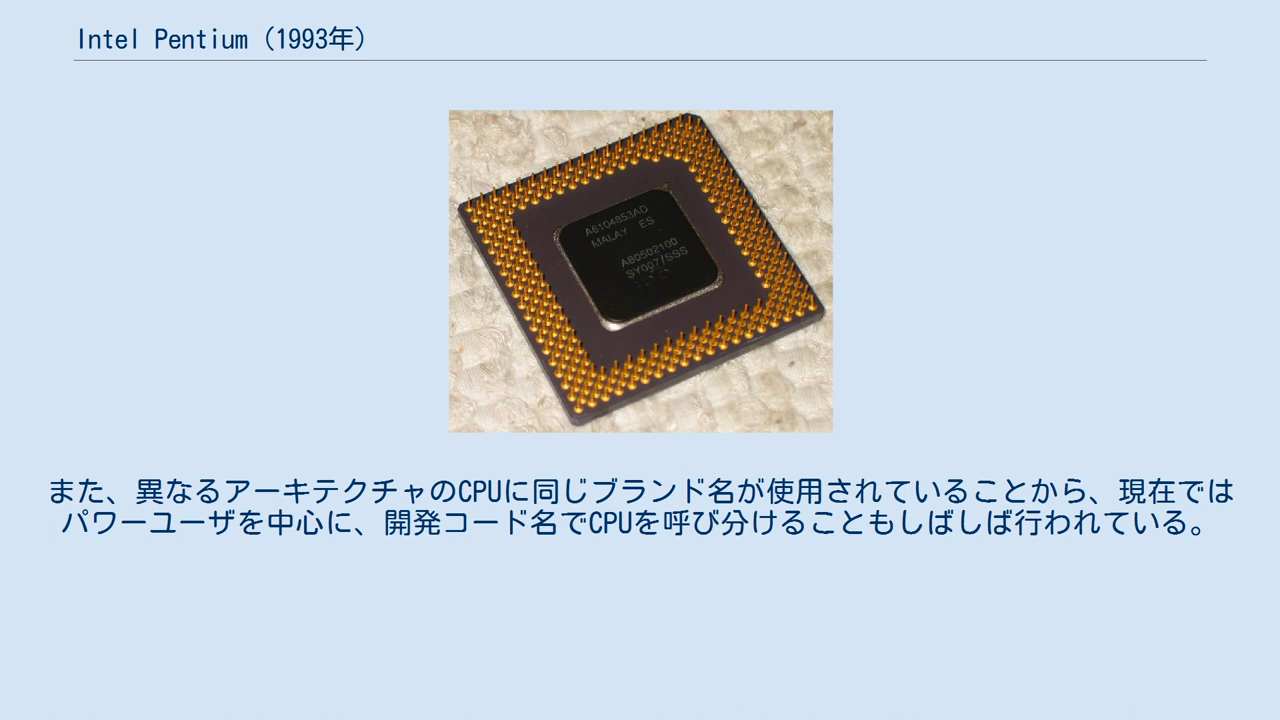 Intel Pentium（1993年）
A6104853AD
MALAY ES
A80502100
SY007/SSS
また、異なるアーキテクチャのCPUに同じブランド名が使用されていることから、現在では
パワーユーザを中心に、開発コード名でCPUを呼び分けることもしばしば行われている。